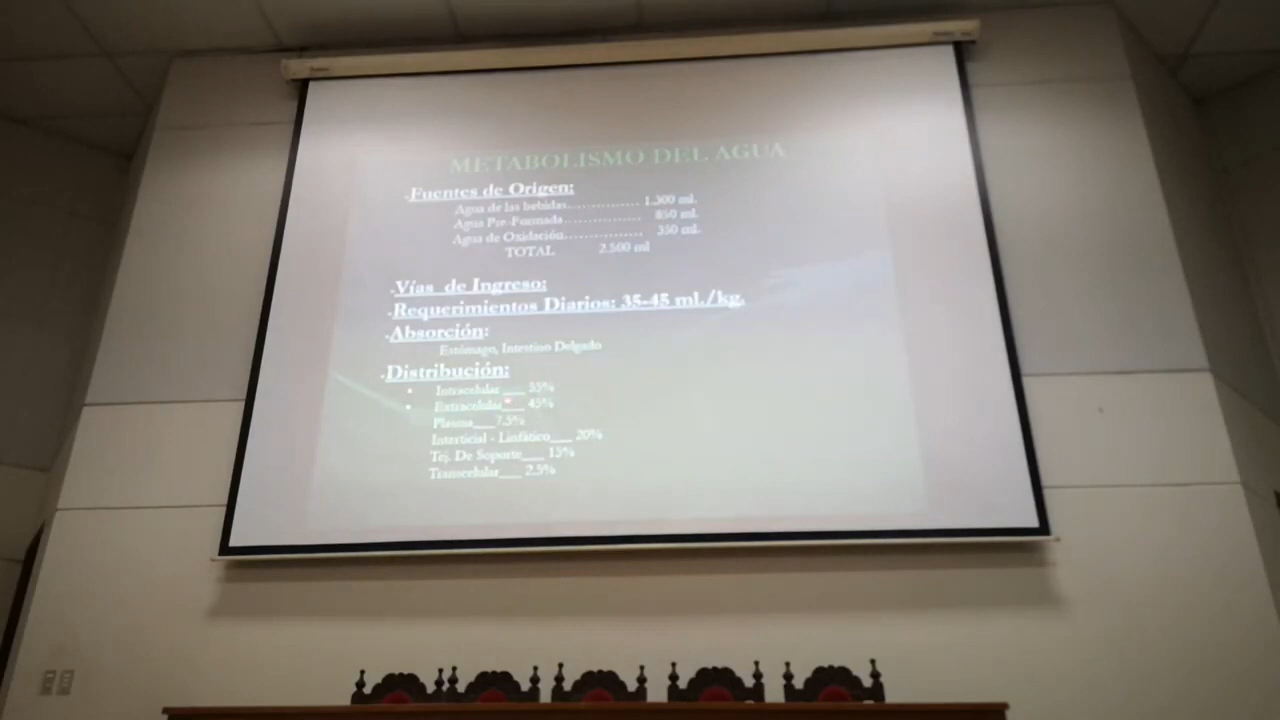 METABOLISMO DEL AGUA
-Fuentes de Origen:
Agua de las bebidas.............. 1.300 ml.
Agua Pre-Formada............... 850 ml.
Agua de Oxidación............... 350 ml.
TOTAL 2.500 ml
-Vías de Ingreso:
-Requerimientos Diarios: 35-45 ml./kg.
-Absorción:
Estómago, Intestino Delgado
-Distribución:
• Intracelular___ 55%
• Extracelular___ 45%
Plasma___7.5%
Intersticial - Linfático___ 20%
Tej. De Soporte___ 15%
Transcelular___ 2.5%